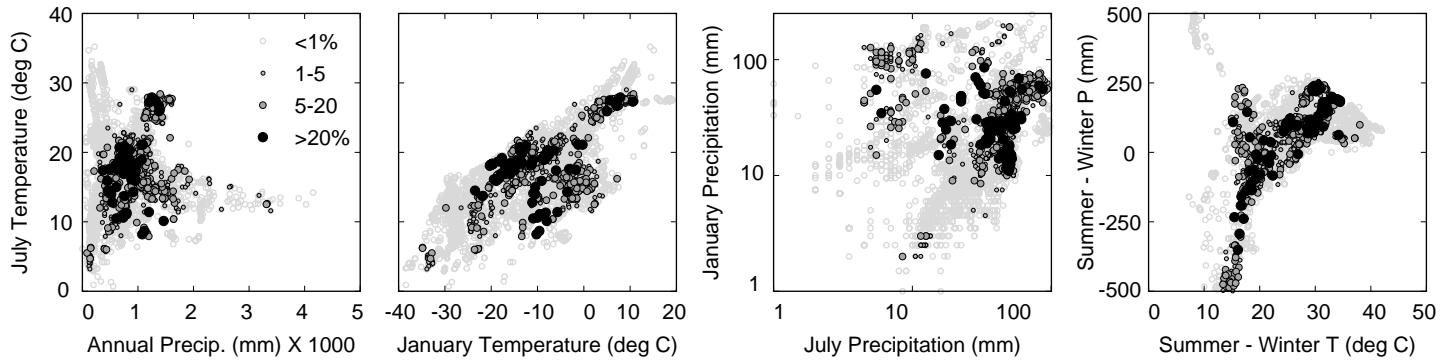 July Temperature (deg C)
40
30
20
10
0
<1%
1-5
5-20
>20%
0 1 2 3 4 5
Annual Precip. (mm) X 1000
-40 -30 -20 -10 0 10 20
January Temperature (deg C)
January Precipitation (mm)
100
10
1
1 10 100
July Precipitation (mm)
Summer - Winter P (mm)
500
250
0
-250
-500
0 10 20 30 40 50
Summer - Winter T (deg C)